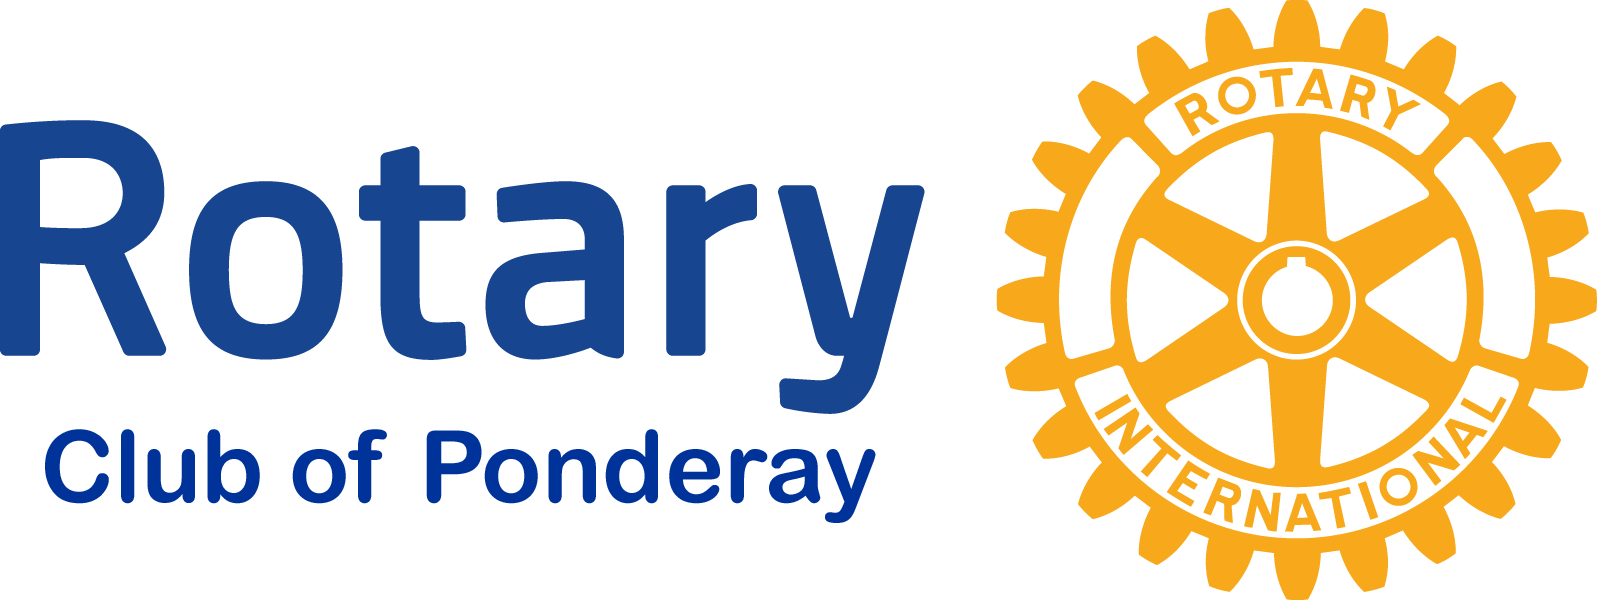 Rotary
Club of Ponderay
ROTARY
INTERNATIONAL